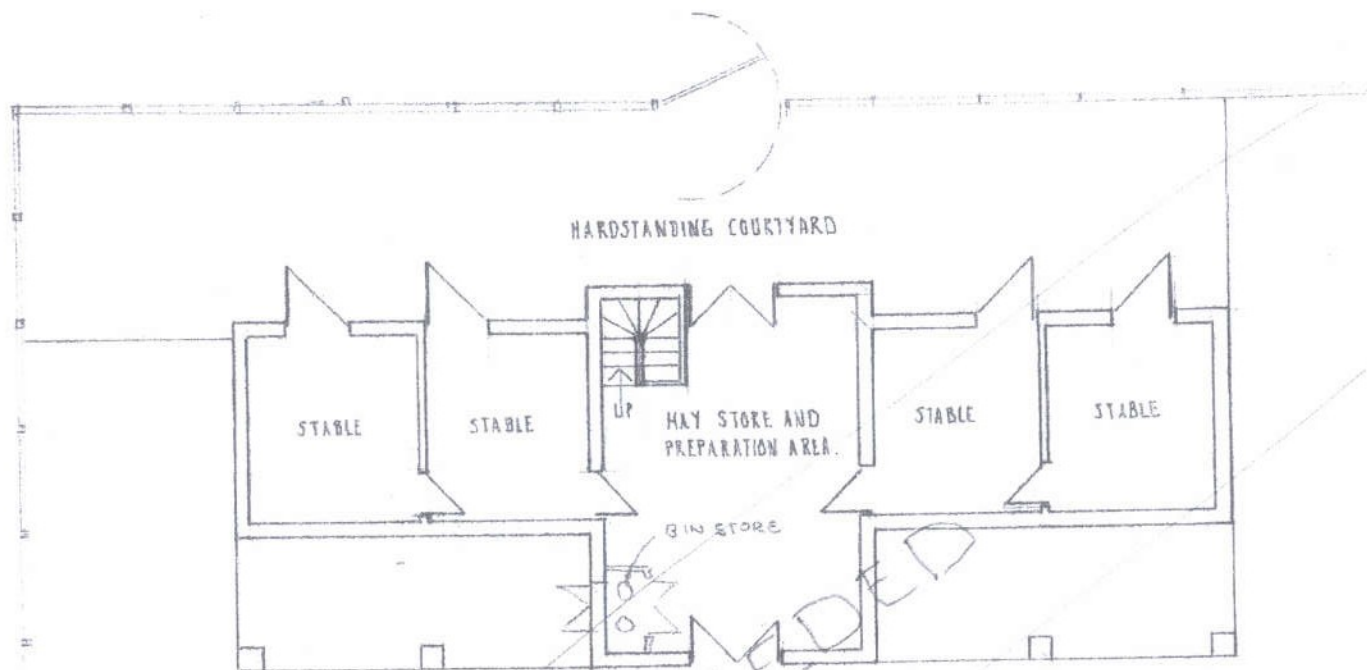 HARDSTANDING COURTYARD
STABLE
STABLE
UP
HAY STORE AND
PREPARATION AREA.
STABLE
STABLE
BIN STORE